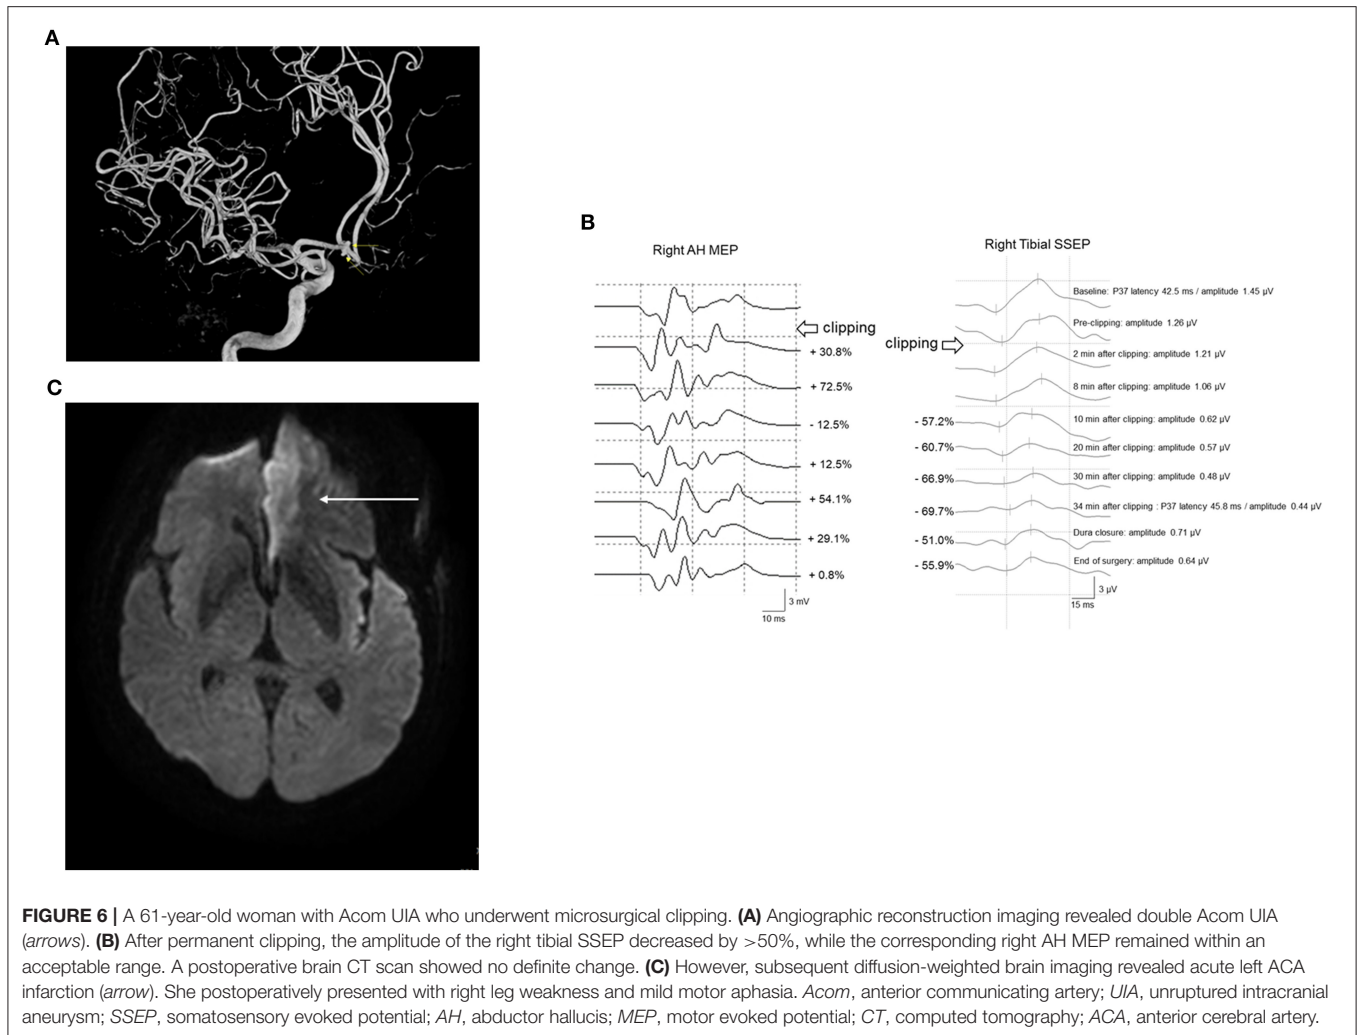 A
B
Right AH MEP
clipping
+ 30.8%
+ 72.5%
- 12.5%
+ 12.5%
+ 54.1%
+ 29.1%
+ 0.8%
3 mV
10 ms
Right Tibial SSEP
clipping
Baseline: P37 latency 42.5 ms / amplitude 1.45 µV
Pre-clipping: amplitude 1.26 µV
2 min after clipping: amplitude 1.21 µV
8 min after clipping: amplitude 1.06 µV
- 57.2% 10 min after clipping: amplitude 0.62 µV
- 60.7% 20 min after clipping: amplitude 0.57 µV
- 66.9% 30 min after clipping: amplitude 0.48 µV
- 69.7% 34 min after clipping : P37 latency 45.8 ms / amplitude 0.44 µV
- 51.0% Dura closure: amplitude 0.71 µV
- 55.9% End of surgery: amplitude 0.64 µV
3 µV
15 ms
C
FIGURE 6 | A 61-year-old woman with Acom UIA who underwent microsurgical clipping. (A) Angiographic reconstruction imaging revealed double Acom UIA
(arrows). (B) After permanent clipping, the amplitude of the right tibial SSEP decreased by >50%, while the corresponding right AH MEP remained within an
acceptable range. A postoperative brain CT scan showed no definite change. (C) However, subsequent diffusion-weighted brain imaging revealed acute left ACA
infarction (arrow). She postoperatively presented with right leg weakness and mild motor aphasia. Acom, anterior communicating artery; UIA, unruptured intracranial
aneurysm; SSEP, somatosensory evoked potential; AH, abductor hallucis; MEP, motor evoked potential; CT, computed tomography; ACA, anterior cerebral artery.